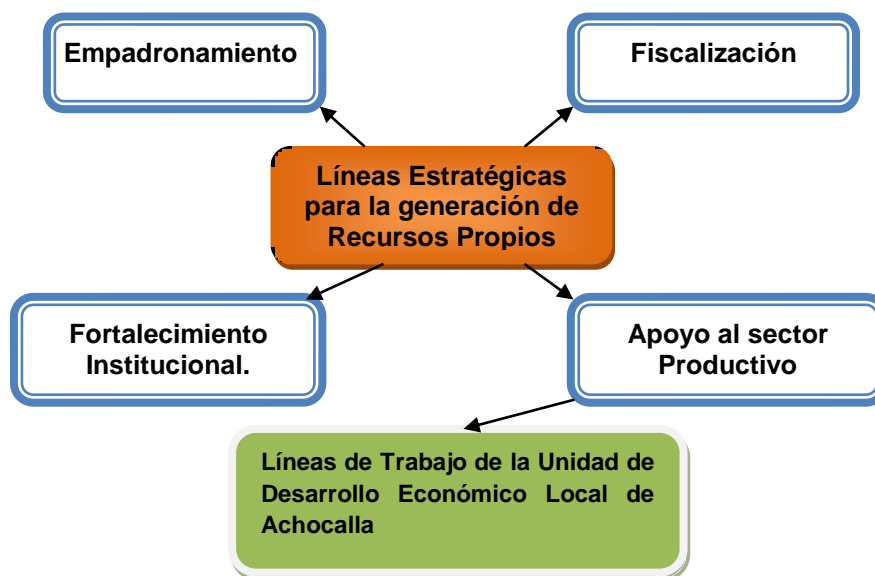 Empadronamiento
Fiscalización
Líneas Estratégicas
para la generación de
Recursos Propios
Fortalecimiento
Institucional.
Apoyo al sector
Productivo
Líneas de Trabajo de la Unidad de
Desarrollo Económico Local de
Achocalla